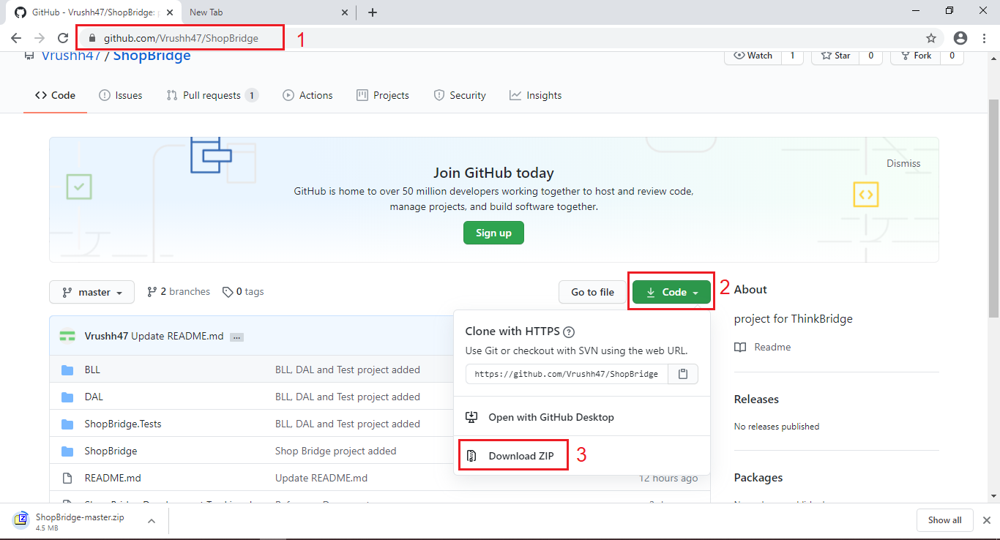 GitHub - Vrushh47/ShopBridge:
New Tab
github.com/Vrushh47/ShopBridge
1
Vrushh47 / ShopBridge
Watch 1
Star 0
Fork 0
Code
Issues
Pull requests 1
Actions
Projects
Security
Insights
Dismiss
Join GitHub today
GitHub is home to over 50 million developers working together to host and review code,
manage projects, and build software together.
Sign up
master
2 branches
0 tags
Go to file
Code
2
About
project for ThinkBridge
Readme
Releases
No releases published
Packages
Clone with HTTPS ?
Use Git or checkout with SVN using the web URL.
https://github.com/Vrushh47/ShopBridge
Open with GitHub Desktop
Download ZIP
3
Vrushh47 Update README.md ...
BLL BLL, DAL and Test project added
DAL BLL, DAL and Test project added
ShopBridge.Tests BLL, DAL and Test project added
ShopBridge Shop Bridge project added
README.md Update README.md 12 hours ago
ShopBridge-master.zip
4.5 MB
Show all